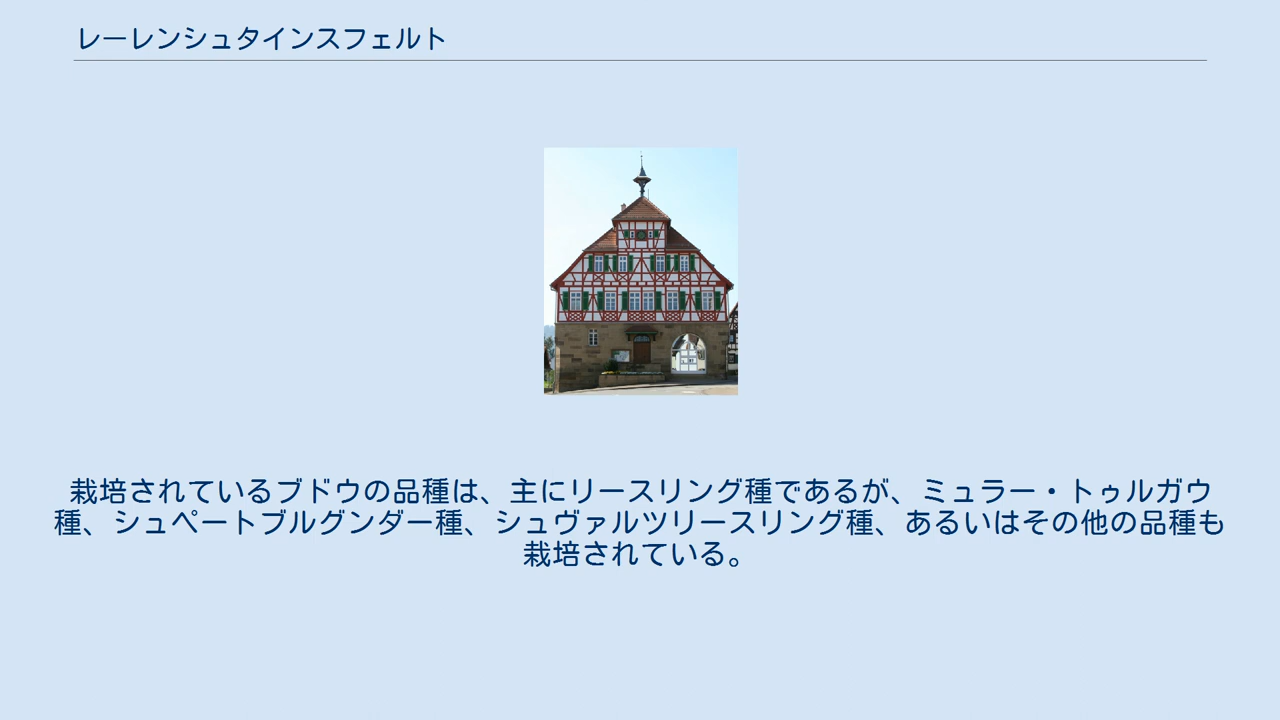 レーレンシュタインスフェルト
栽培されているブドウの品種は、主にリースリング種であるが、ミュラー・トゥルガウ
種、シュペートブルグンダー種、シュヴァルツリースリング種、あるいはその他の品種も
栽培されている。